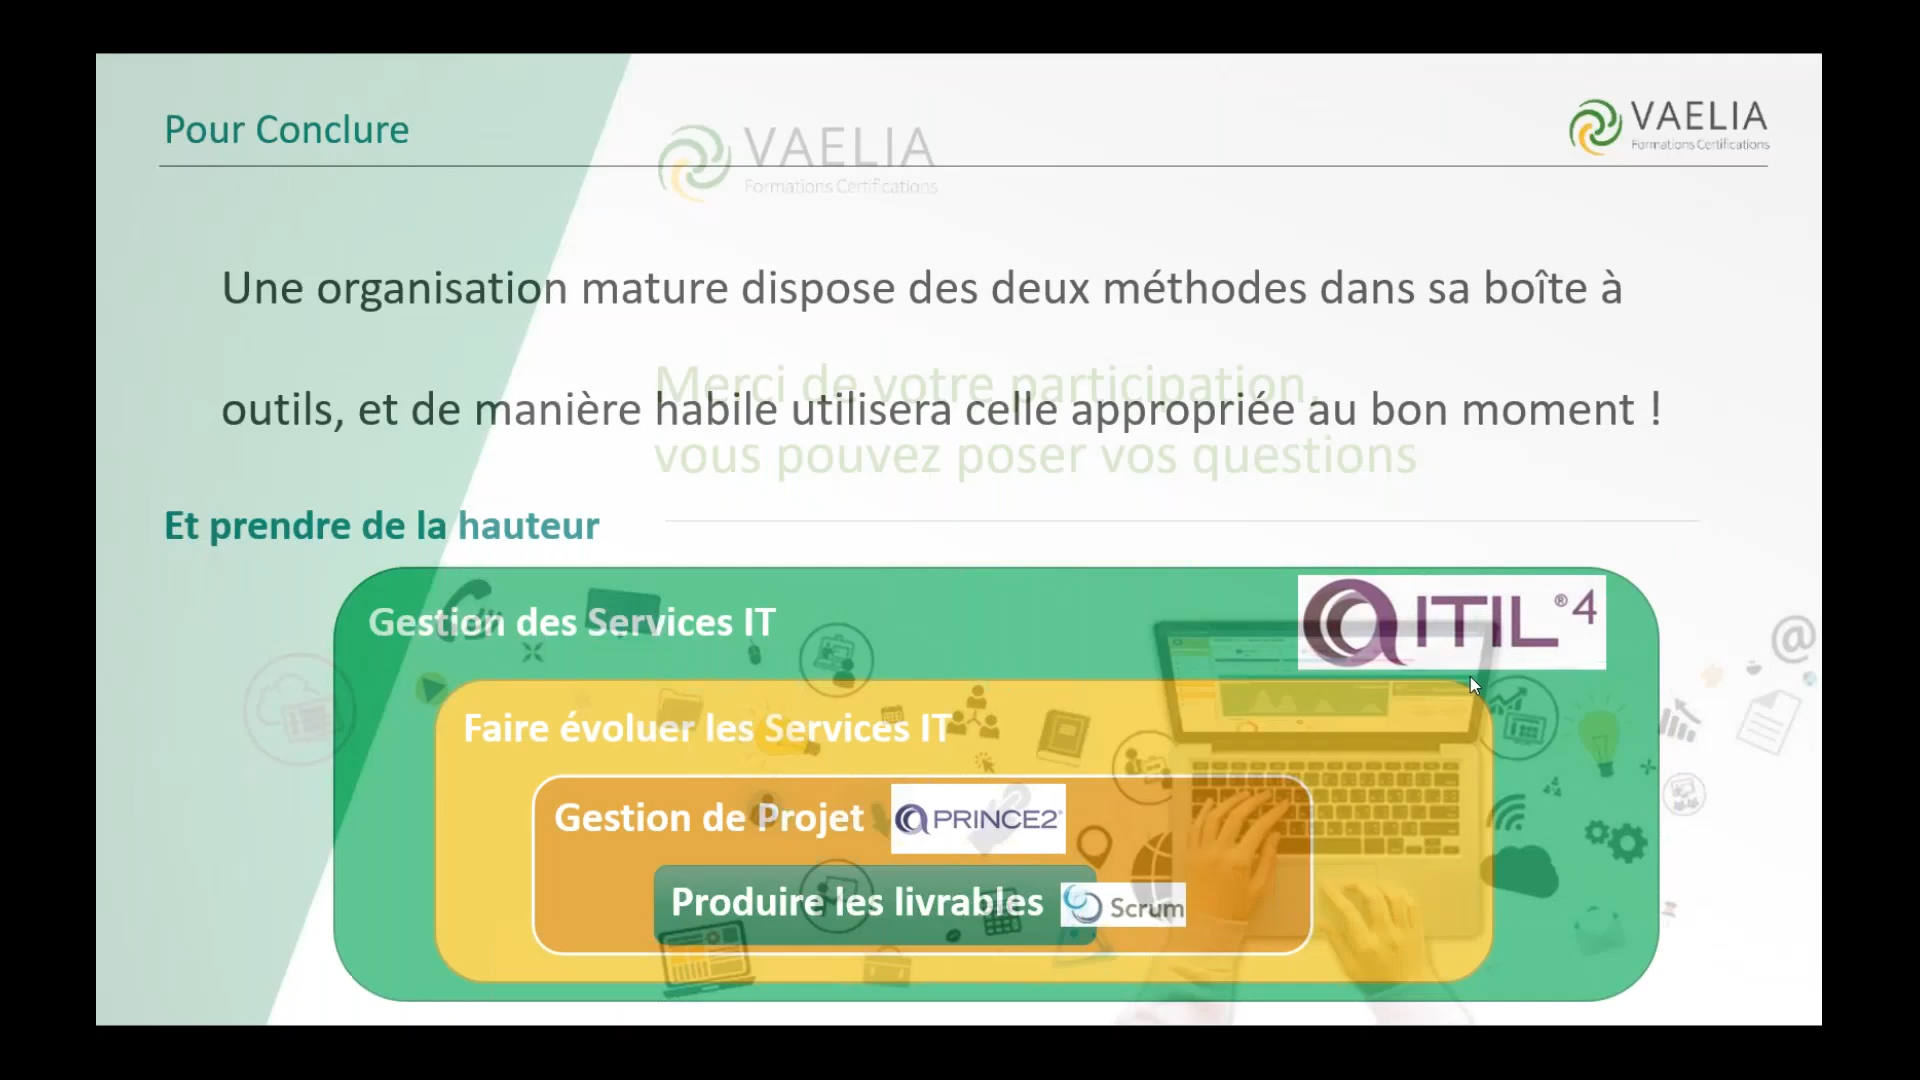 Pour Conclure
VAELIA
Formations Certifications
VAELIA
Formations Certifications
Une organisation mature dispose des deux méthodes dans sa boîte à
outils, et de manière habile utilisera celle appropriée au bon moment !
Merci de votre participation,
vous pouvez poser vos questions
Et prendre de la hauteur
Gestion des Services IT
ITIL®4
Faire évoluer les Services IT
Gestion de Projet
PRINCE2®
Produire les livrables
Scrum
@